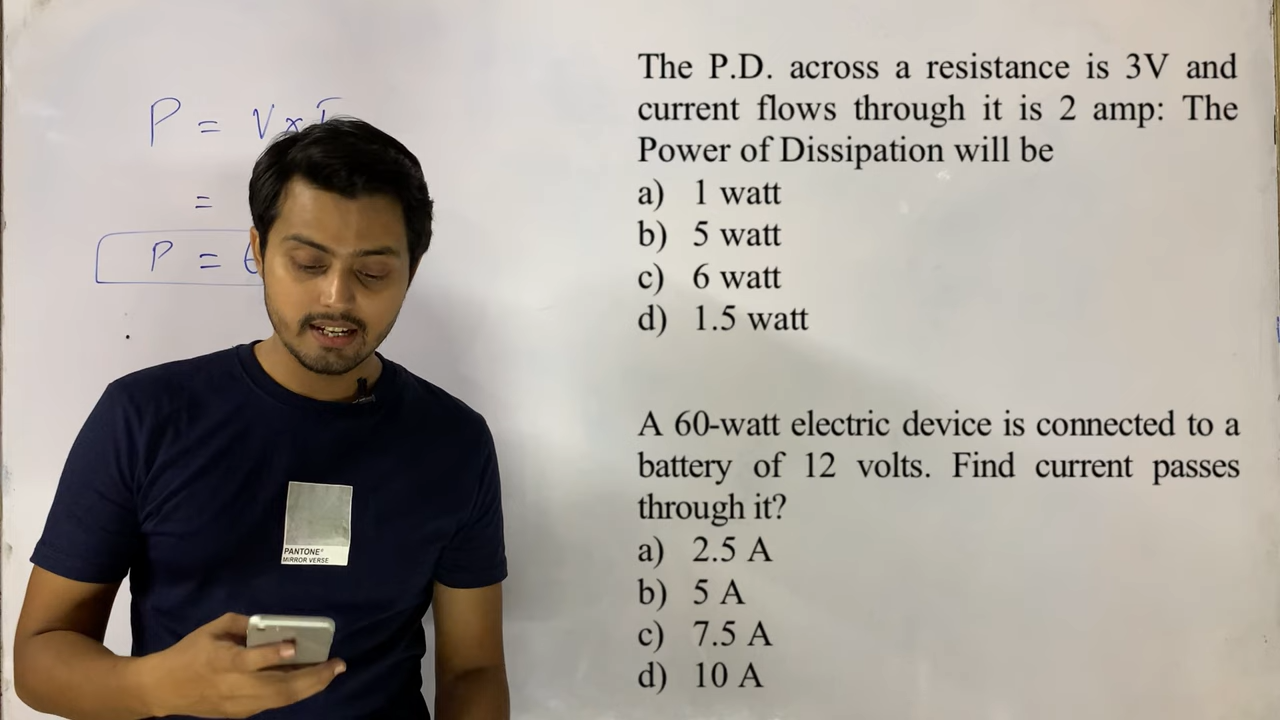 P = V x I
=
P = 6
The P.D. across a resistance is 3V and
current flows through it is 2 amp: The
Power of Dissipation will be
a) 1 watt
b) 5 watt
c) 6 watt
d) 1.5 watt
A 60-watt electric device is connected to a
battery of 12 volts. Find current passes
through it?
a) 2.5 A
b) 5 A
c) 7.5 A
d) 10 A
PANTONE®
MIRROR VERSE